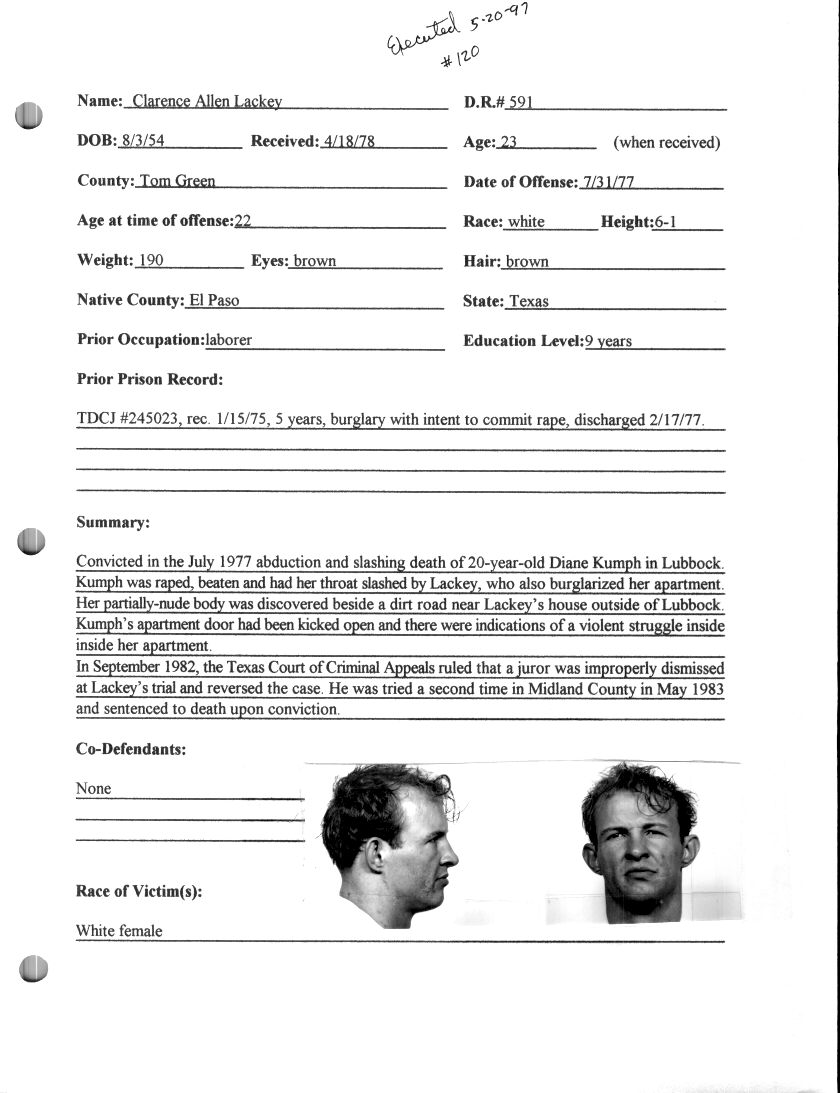 Executed 5-20-97
#120
Name: Clarence Allen Lackey D.R.# 591
DOB: 8/3/54 Received: 4/18/78 Age: 23 (when received)
County: Tom Green Date of Offense: 7/31/77
Age at time of offense:22 Race: white Height:6-1
Weight: 190 Eyes: brown Hair: brown
Native County: El Paso State: Texas
Prior Occupation:laborer Education Level:9 years
Prior Prison Record:
TDCJ #245023, rec. 1/15/75, 5 years, burglary with intent to commit rape, discharged 2/17/77.
Summary:
Convicted in the July 1977 abduction and slashing death of 20-year-old Diane Kumph in Lubbock.
Kumph was raped, beaten and had her throat slashed by Lackey, who also burglarized her apartment.
Her partially-nude body was discovered beside a dirt road near Lackey's house outside of Lubbock.
Kumph's apartment door had been kicked open and there were indications of a violent struggle inside
inside her apartment.
In September 1982, the Texas Court of Criminal Appeals ruled that a juror was improperly dismissed
at Lackey's trial and reversed the case. He was tried a second time in Midland County in May 1983
and sentenced to death upon conviction.
Co-Defendants:
None
Race of Victim(s):
White female